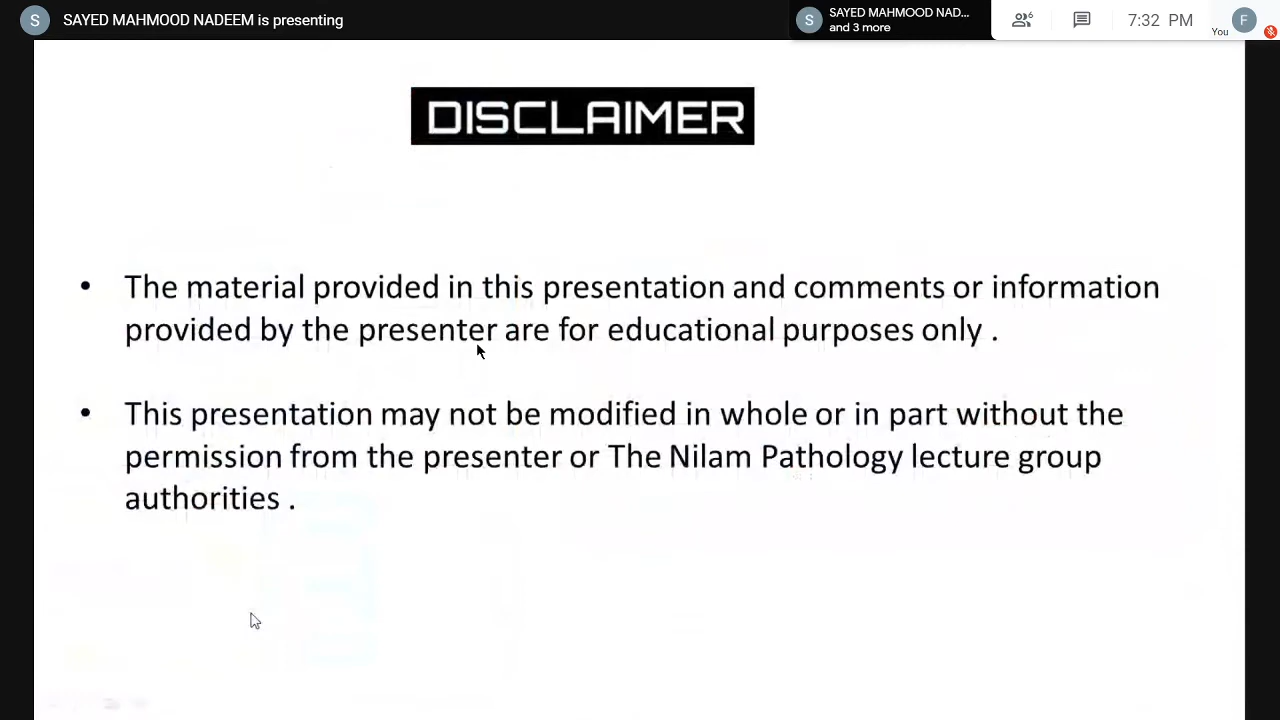 S SAYED MAHMOOD NADEEM is presenting
S SAYED MAHMOOD NAD...
and 3 more
6
7:32 PM
You
F
DISCLAIMER
• The material provided in this presentation and comments or information
provided by the presenter are for educational purposes only .
• This presentation may not be modified in whole or in part without the
permission from the presenter or The Nilam Pathology lecture group
authorities .